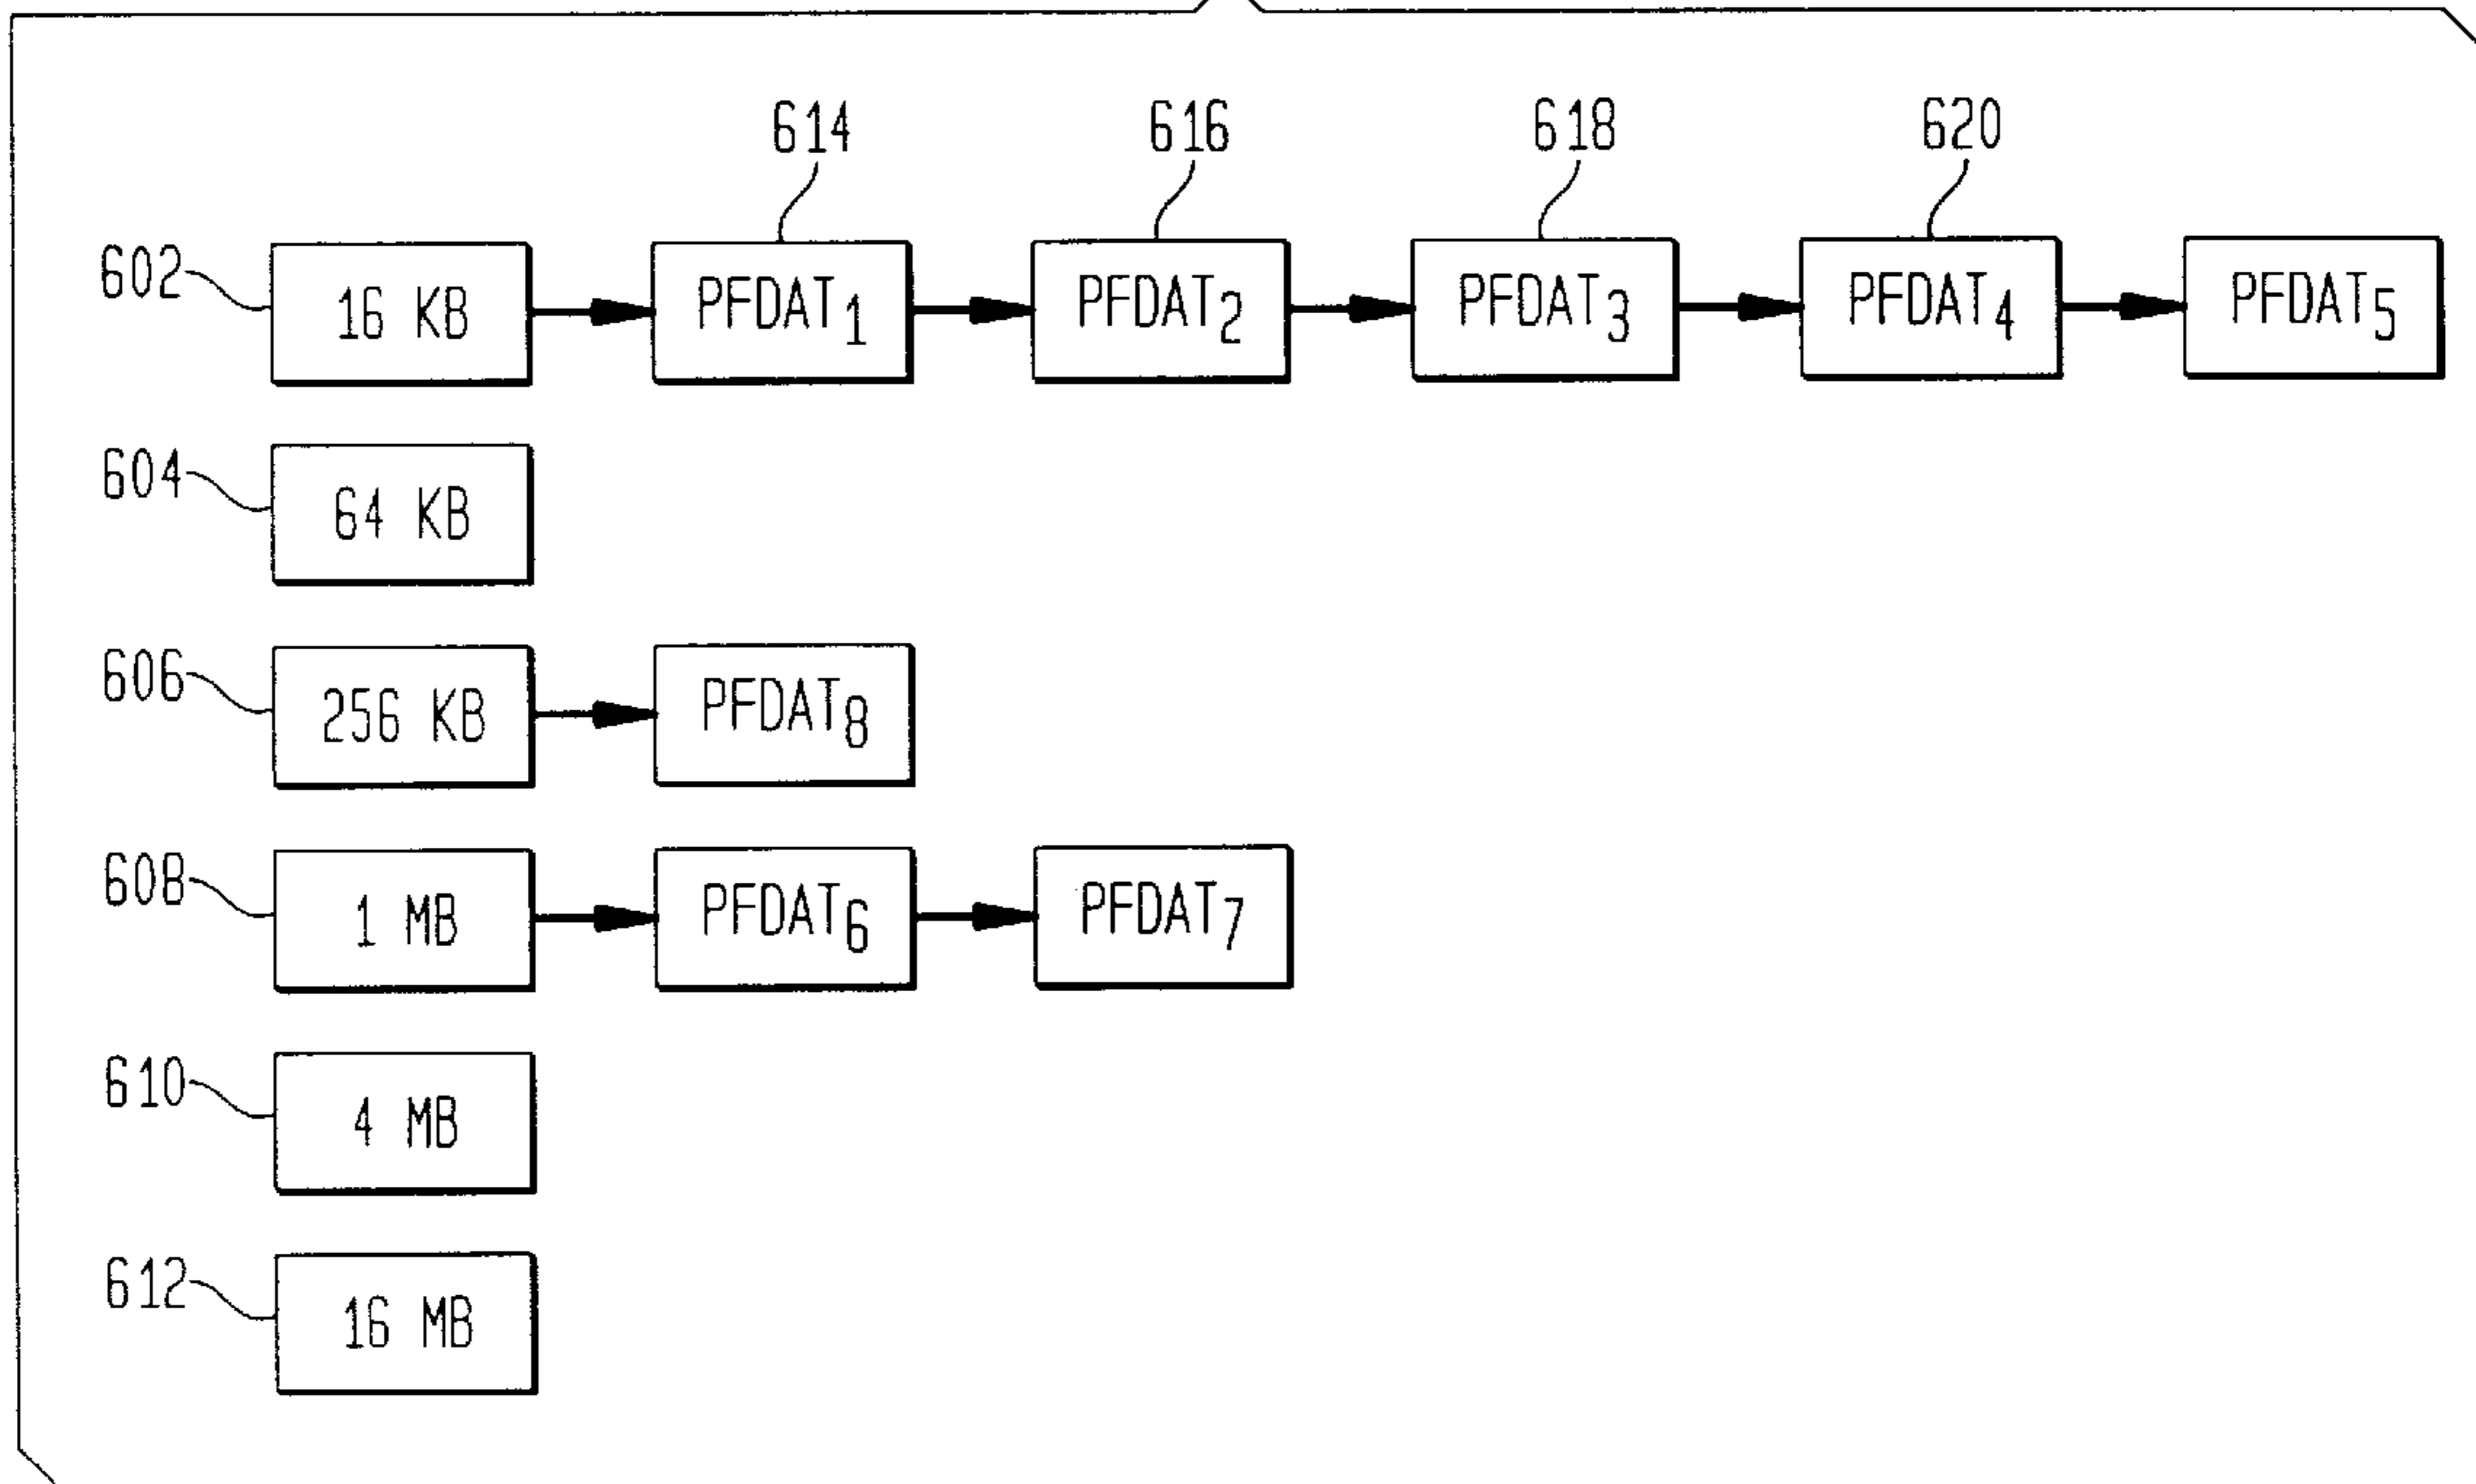 614 616 618 620
602 16 KB PFDAT1 PFDAT2 PFDAT3 PFDAT4 PFDAT5
604 64 KB
606 256 KB PFDAT8
608 1 MB PFDAT6 PFDAT7
610 4 MB
612 16 MB